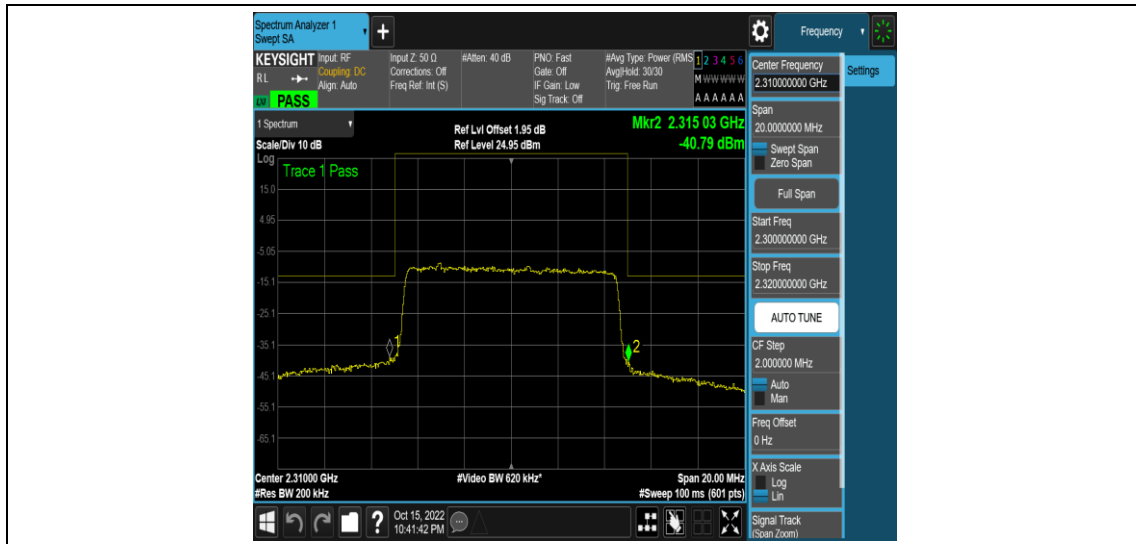 Spectrum Analyzer 1
Swept SA
+
Frequency
KEYSIGHT
RL
PASS
Input: RF
Coupling: DC
Align: Auto
Input Z: 50 Ω
Corrections: Off
Freq Ref: Int (S)
#Atten: 40 dB
PNO: Fast
Gate: Off
IF Gain: Low
Sig Track: Off
#Avg Type: Power (RMS
Avg|Hold: 30/30
Trig: Free Run
1 2 3 4 5 6
M W W W W W
A A A A A A
1 Spectrum
Scale/Div 10 dB
Ref Lvl Offset 1.95 dB
Ref Level 24.95 dBm
Mkr2 2.315 03 GHz
-40.79 dBm
Log
Trace 1 Pass
15.0
4.95
-5.05
-15.1
-25.1
-35.1
-45.1
-55.1
-65.1
1
2
Center 2.31000 GHz
#Res BW 200 kHz
#Video BW 620 kHz*
Span 20.00 MHz
#Sweep 100 ms (601 pts)
Center Frequency
2.310000000 GHz
Settings
Span
20.0000000 MHz
Swept Span
Zero Span
Full Span
Start Freq
2.300000000 GHz
Stop Freq
2.320000000 GHz
AUTO TUNE
CF Step
2.000000 MHz
Auto
Man
Freq Offset
0 Hz
X Axis Scale
Log
Lin
Signal Track
(Span Zoom)
?
Oct 15, 2022
10:41:42 PM